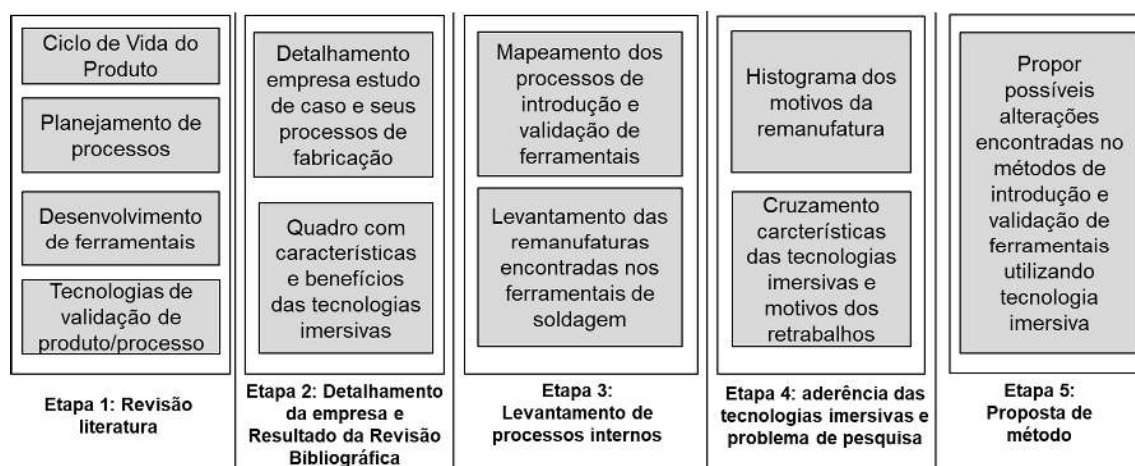 Ciclo de Vida do
Produto
Planejamento de
processos
Desenvolvimento
de ferramentais
Tecnologias de
validação de
produto/processo
Etapa 1: Revisão
literatura
Detalhamento
empresa estudo
de caso e seus
processos de
fabricação
Quadro com
características
e benefícios
das tecnologias
imersivas
Etapa 2: Detalhamento
da empresa e
Resultado da Revisão
Bibliográfica
Mapeamento dos
processos de
introdução e
validação de
ferramentais
Levantamento das
remanufaturas
encontradas nos
ferramentais de
soldagem
Etapa 3:
Levantamento de
processos internos
Histograma dos
motivos da
remanufatura
Cruzamento
carcterísticas
das tecnologias
imersivas e
motivos dos
retrabalhos
Etapa 4: aderência das
tecnologias imersivas e
problema de pesquisa
Propor
possíveis
alterações
encontradas no
métodos de
introdução e
validação de
ferramentais
utilizando
tecnologia
imersiva
Etapa 5:
Proposta de
método